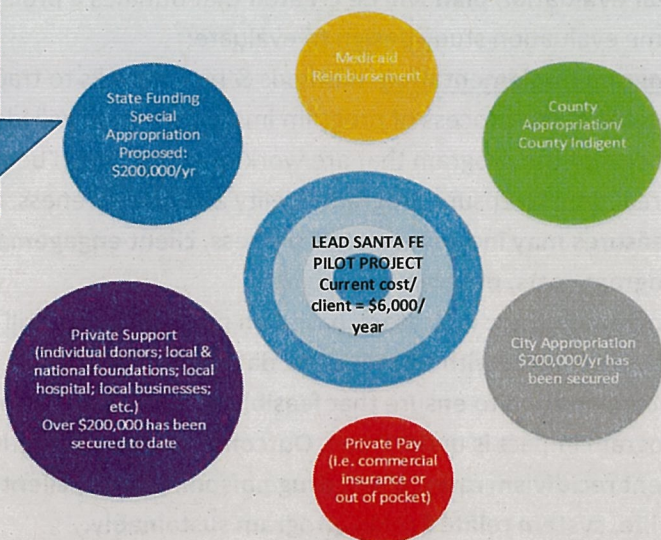 Medicaid
Reimbursement
State Funding
Special
Appropriation
Proposed:
$200,000/yr
County
Appropriation/
County Indigent
LEAD SANTA FE
PILOT PROJECT
Current cost/
client = $6,000/
year
Private Support
(individual donors; local &
national foundations; local
hospital; local businesses;
etc.)
Over $200,000 has been
secured to date
City Appropriation
$200,000/yr has
been secured
Private Pay
(i.e. commercial
insurance or
out of pocket)